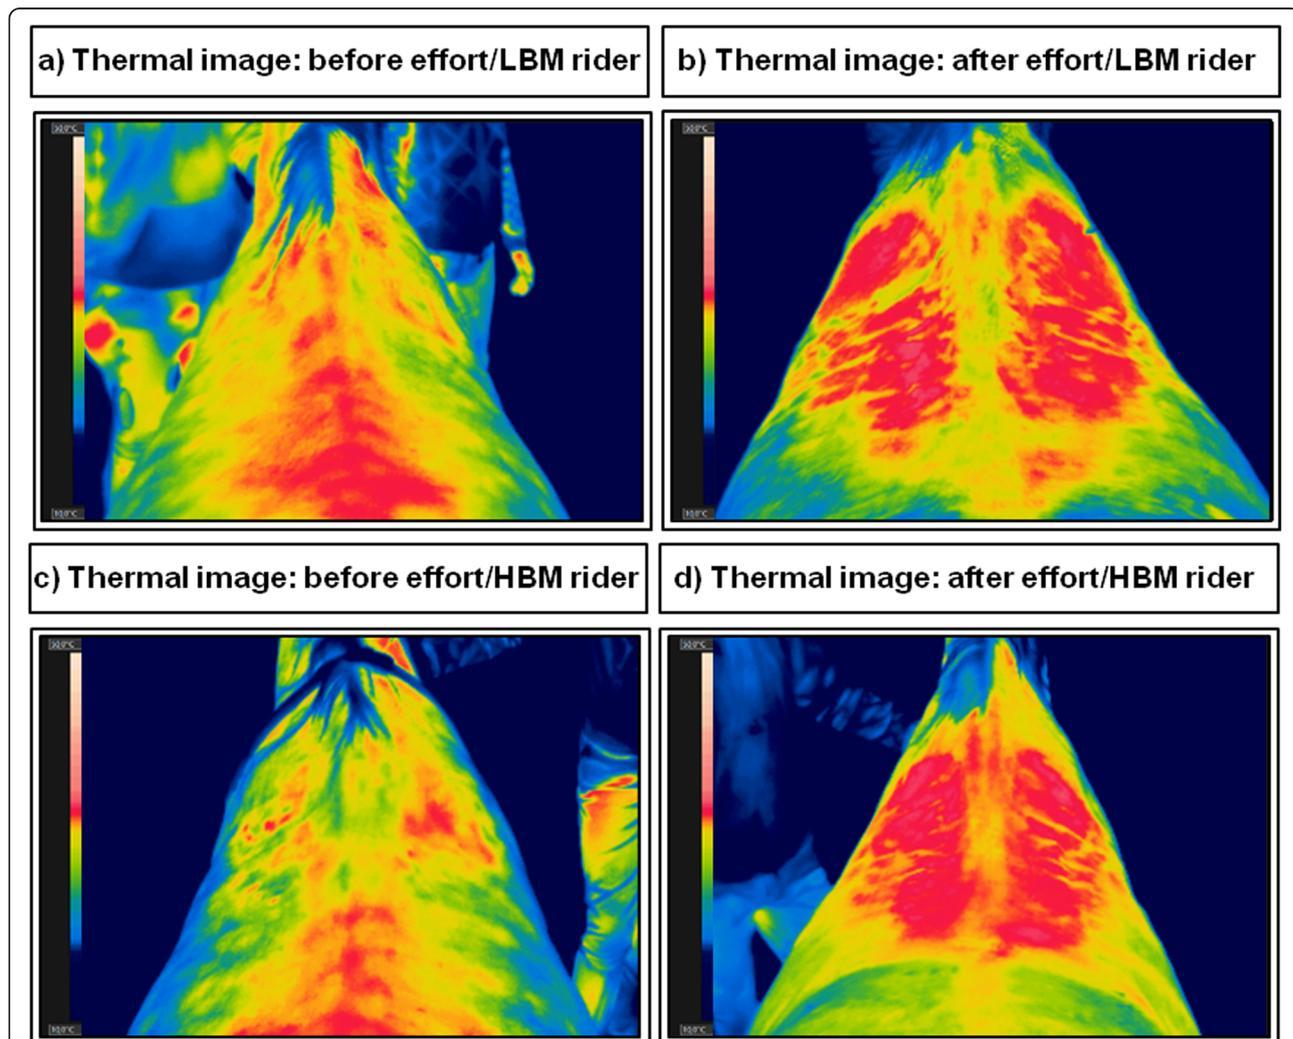 a) Thermal image: before effort/LBM rider
b) Thermal image: after effort/LBM rider
c) Thermal image: before effort/HBM rider
d) Thermal image: after effort/HBM rider